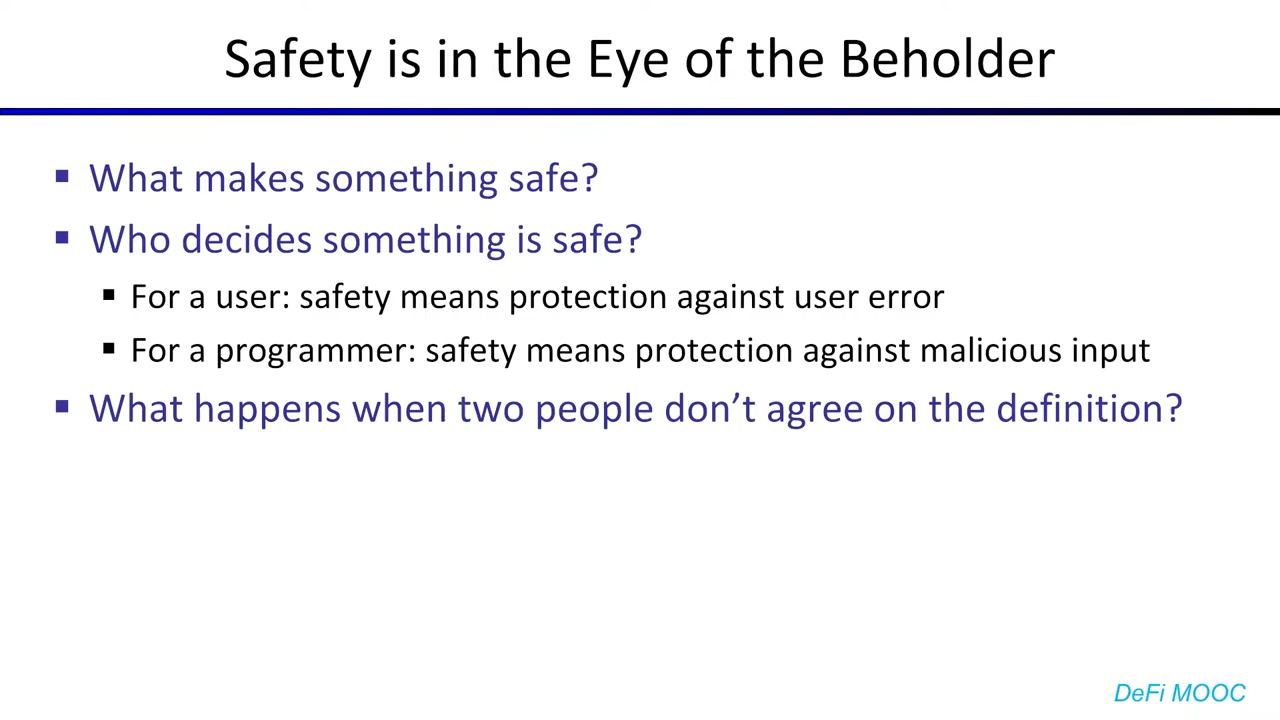 Safety is in the Eye of the Beholder
▪ What makes something safe?
▪ Who decides something is safe?
▪ For a user: safety means protection against user error
▪ For a programmer: safety means protection against malicious input
▪ What happens when two people don’t agree on the definition?
DeFi MOOC